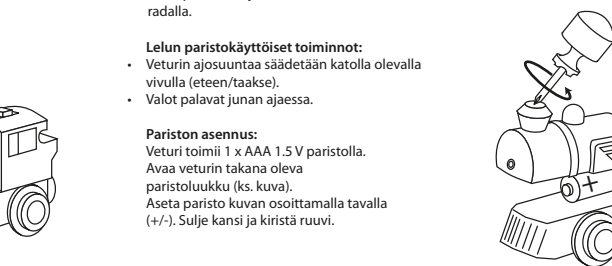 radalla.
Lelun paristokäyttöiset toiminnot:
• Veturin ajosuuntaa säädetään katolla olevalla
vivulla (eteen/taakse).
• Valot palavat junan ajaessa.
Pariston asennus:
Veturi toimii 1 x AAA 1.5 V paristolla.
Avaa veturin takana oleva
paristoluukku (ks. kuva).
Aseta paristo kuvan osoittamalla tavalla
(+/-). Sulje kansi ja kiristä ruuvi.
+